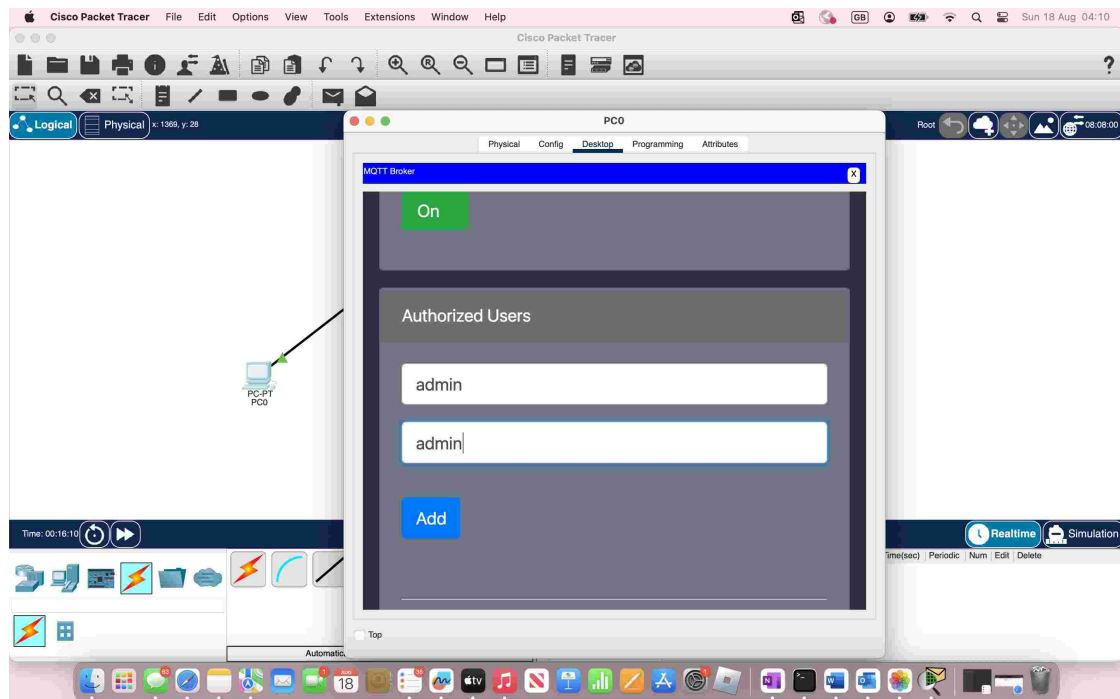 Cisco Packet Tracer File Edit Options View Tools Extensions Window Help GB Sun 18 Aug 04:10
Cisco Packet Tracer
?
Logical Physical x: 1369, y: 28 PC0 Root 08:08:00
Physical Config Desktop Programming Attributes
MQTT Broker X
On
Authorized Users
admin
PC-PT
PC0
admin
Add
Time: 00:16:10 Realtime Simulation
Time(sec) Periodic Num Edit Delete
Top
Automatic
18 tv